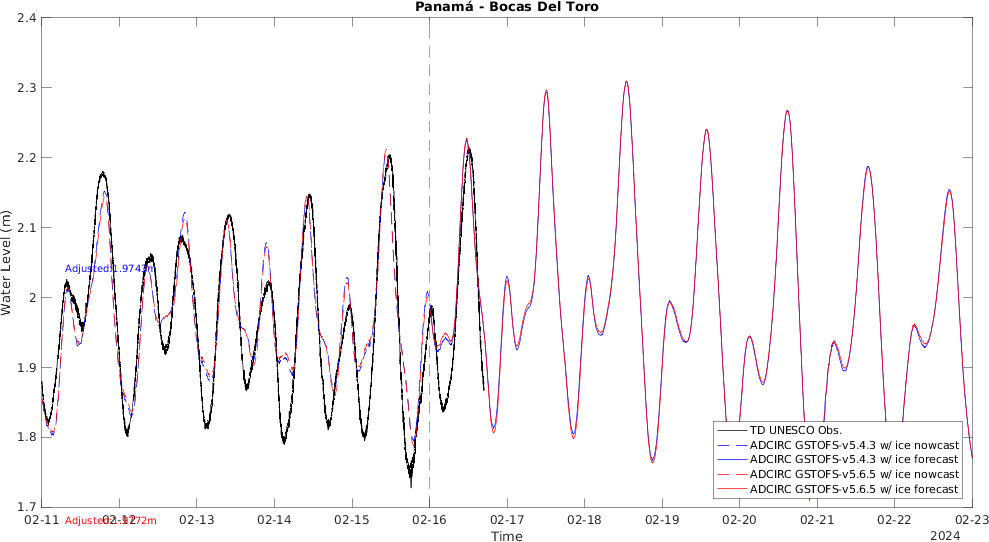 Panamá - Bocas Del Toro
2.4
2.3
2.2
2.1
2
1.9
1.8
1.7
Water Level (m)
Adjusted:1.9743m
TD UNESCO Obs.
ADCIRC GSTOFS-v5.4.3 w/ ice nowcast
ADCIRC GSTOFS-v5.4.3 w/ ice forecast
ADCIRC GSTOFS-v5.6.5 w/ ice nowcast
ADCIRC GSTOFS-v5.6.5 w/ ice forecast
02-11 02-12 02-13 02-14 02-15 02-16 02-17 02-18 02-19 02-20 02-21 02-22 02-23
Time
2024